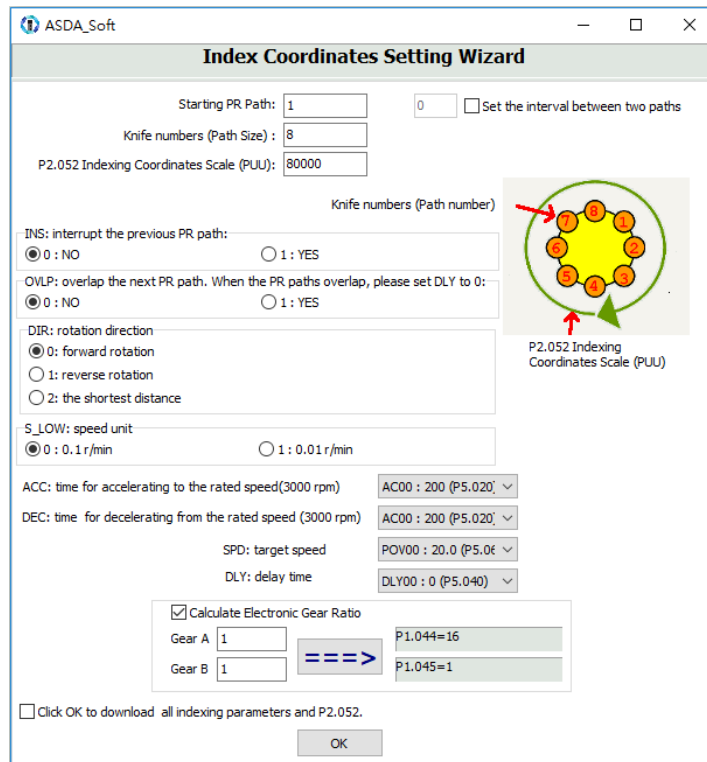 ASDA_Soft
Index Coordinates Setting Wizard
Starting PR Path: 1 0 Set the interval between two paths
Knife numbers (Path Size) : 8
P2.052 Indexing Coordinates Scale (PUU): 80000
Knife numbers (Path number)
8
7 1
6 2
5 3
4
P2.052 Indexing
Coordinates Scale (PUU)
INS: interrupt the previous PR path:
0 : NO 1 : YES
OVLP: overlap the next PR path. When the PR paths overlap, please set DLY to 0:
0 : NO 1 : YES
DIR: rotation direction
0: forward rotation
1: reverse rotation
2: the shortest distance
S_LOW: speed unit
0 : 0.1 r/min 1 : 0.01 r/min
ACC: time for accelerating to the rated speed(3000 rpm) AC00 : 200 (P5.020)
DEC: time for decelerating from the rated speed (3000 rpm) AC00 : 200 (P5.020)
SPD: target speed POV00 : 20.0 (P5.06
DLY: delay time DLY00 : 0 (P5.040)
Calculate Electronic Gear Ratio
Gear A 1 P1.044=16
===>
Gear B 1 P1.045=1
Click OK to download all indexing parameters and P2.052.
OK